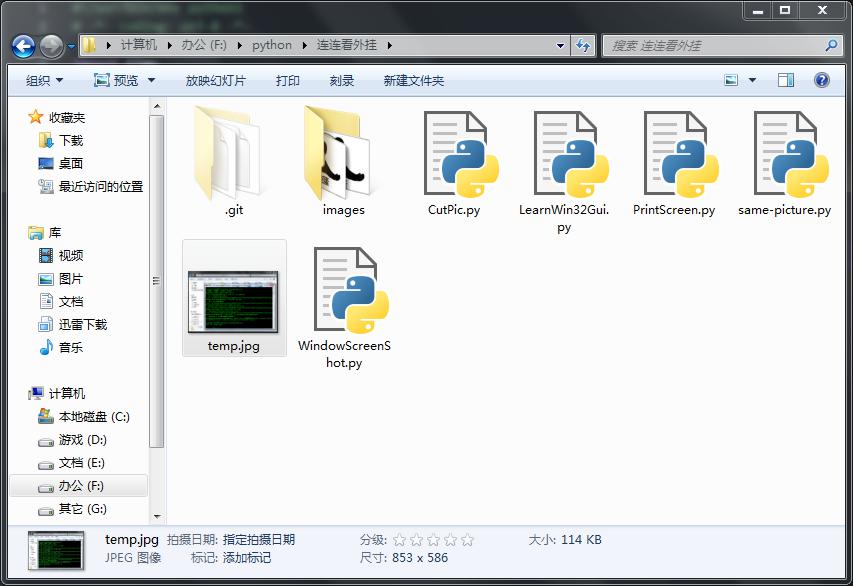 计算机 办公 (F:) python 连连看外挂
搜索 连连看外挂
组织 预览 放映幻灯片 打印 刻录 新建文件夹
收藏夹
下载
桌面
最近访问的位置
库
视频
图片
文档
迅雷下载
音乐
计算机
本地磁盘 (C:)
游戏 (D:)
文档 (E:)
办公 (F:)
其它 (G:)
.git
images
CutPic.py
LearnWin32Gui.
py
PrintScreen.py
same-picture.py
temp.jpg
WindowScreenS
hot.py
temp.jpg 拍摄日期: 指定拍摄日期 分级: 大小: 114 KB
JPEG 图像 标记: 添加标记 尺寸: 853 x 586